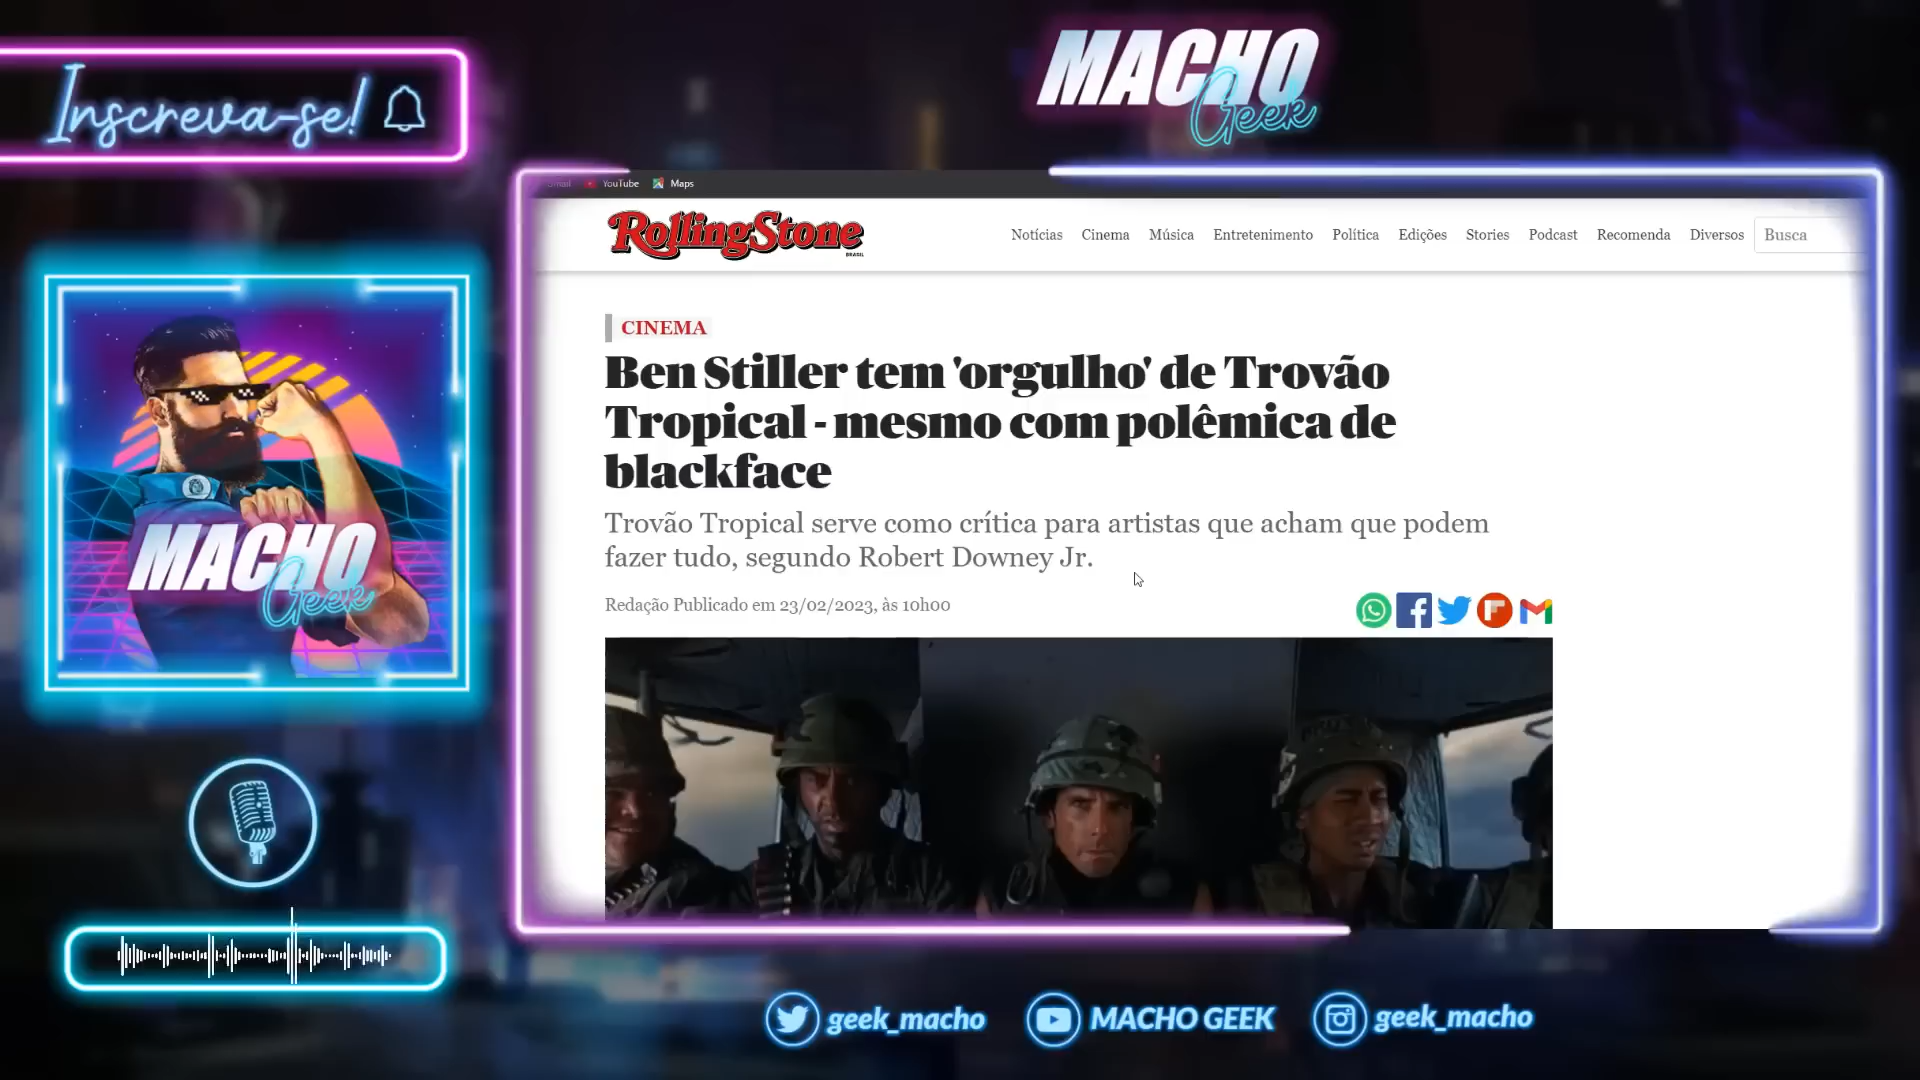 Inscreva-se!
MACHO
Geek
Gmail
YouTube
Maps
RollingStone
BRASIL
Notícias
Cinema
Música
Entretenimento
Política
Edições
Stories
Podcast
Recomenda
Diversos
Busca
CINEMA
Ben Stiller tem 'orgulho' de Trovão
Tropical - mesmo com polêmica de
blackface
Trovão Tropical serve como crítica para artistas que acham que podem
fazer tudo, segundo Robert Downey Jr.
Redação Publicado em 23/02/2023, às 10h00
MACHO
Geek
geek_macho
MACHO GEEK
geek_macho